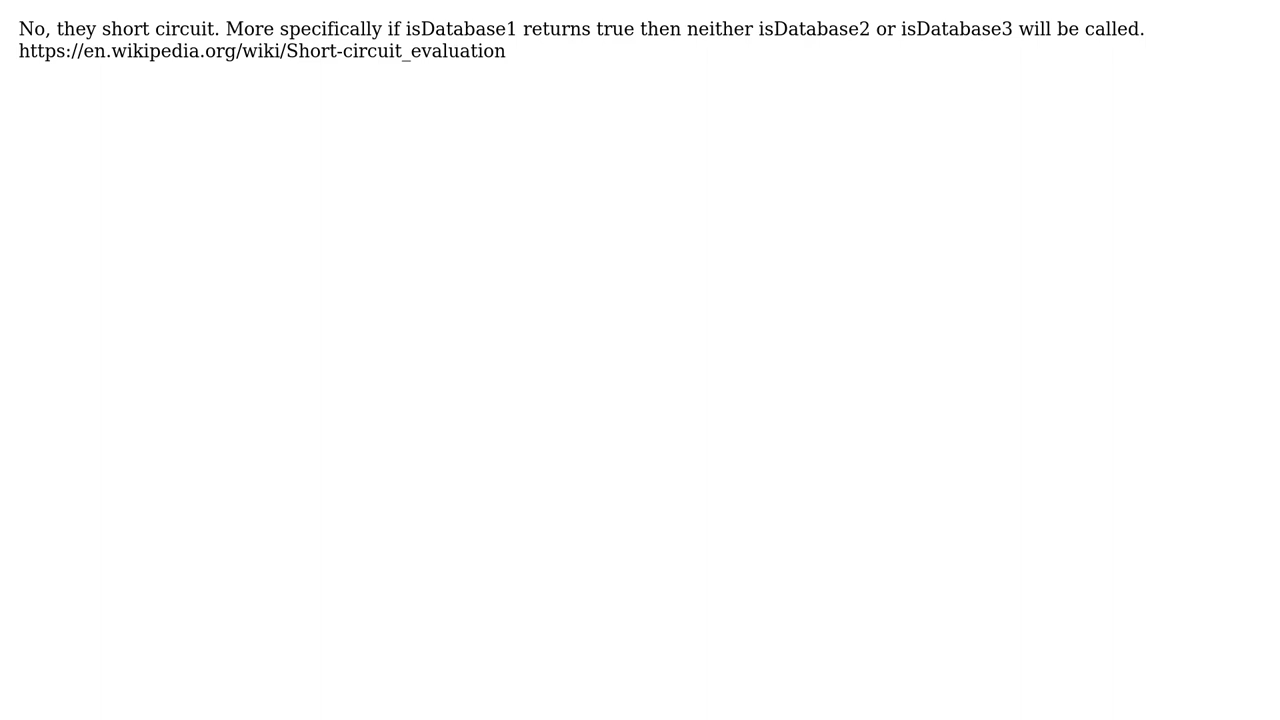 No, they short circuit. More specifically if isDatabase1 returns true then neither isDatabase2 or isDatabase3 will be called.
https://en.wikipedia.org/wiki/Short-circuit_evaluation